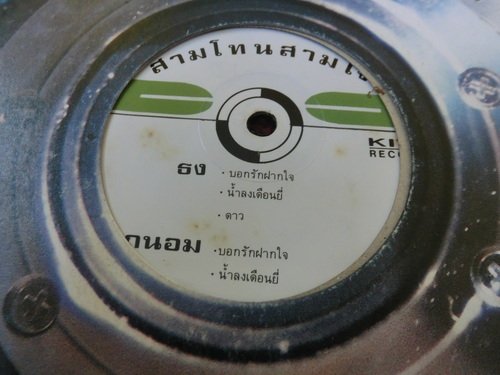 สามโทนสามใจ
KI
RECO
ธง
· บอกรักฝากใจ
· น้ำลงเดือนยี่
· ดาว
ถนอม
· บอกรักฝากใจ
· น้ำลงเดือนยี่